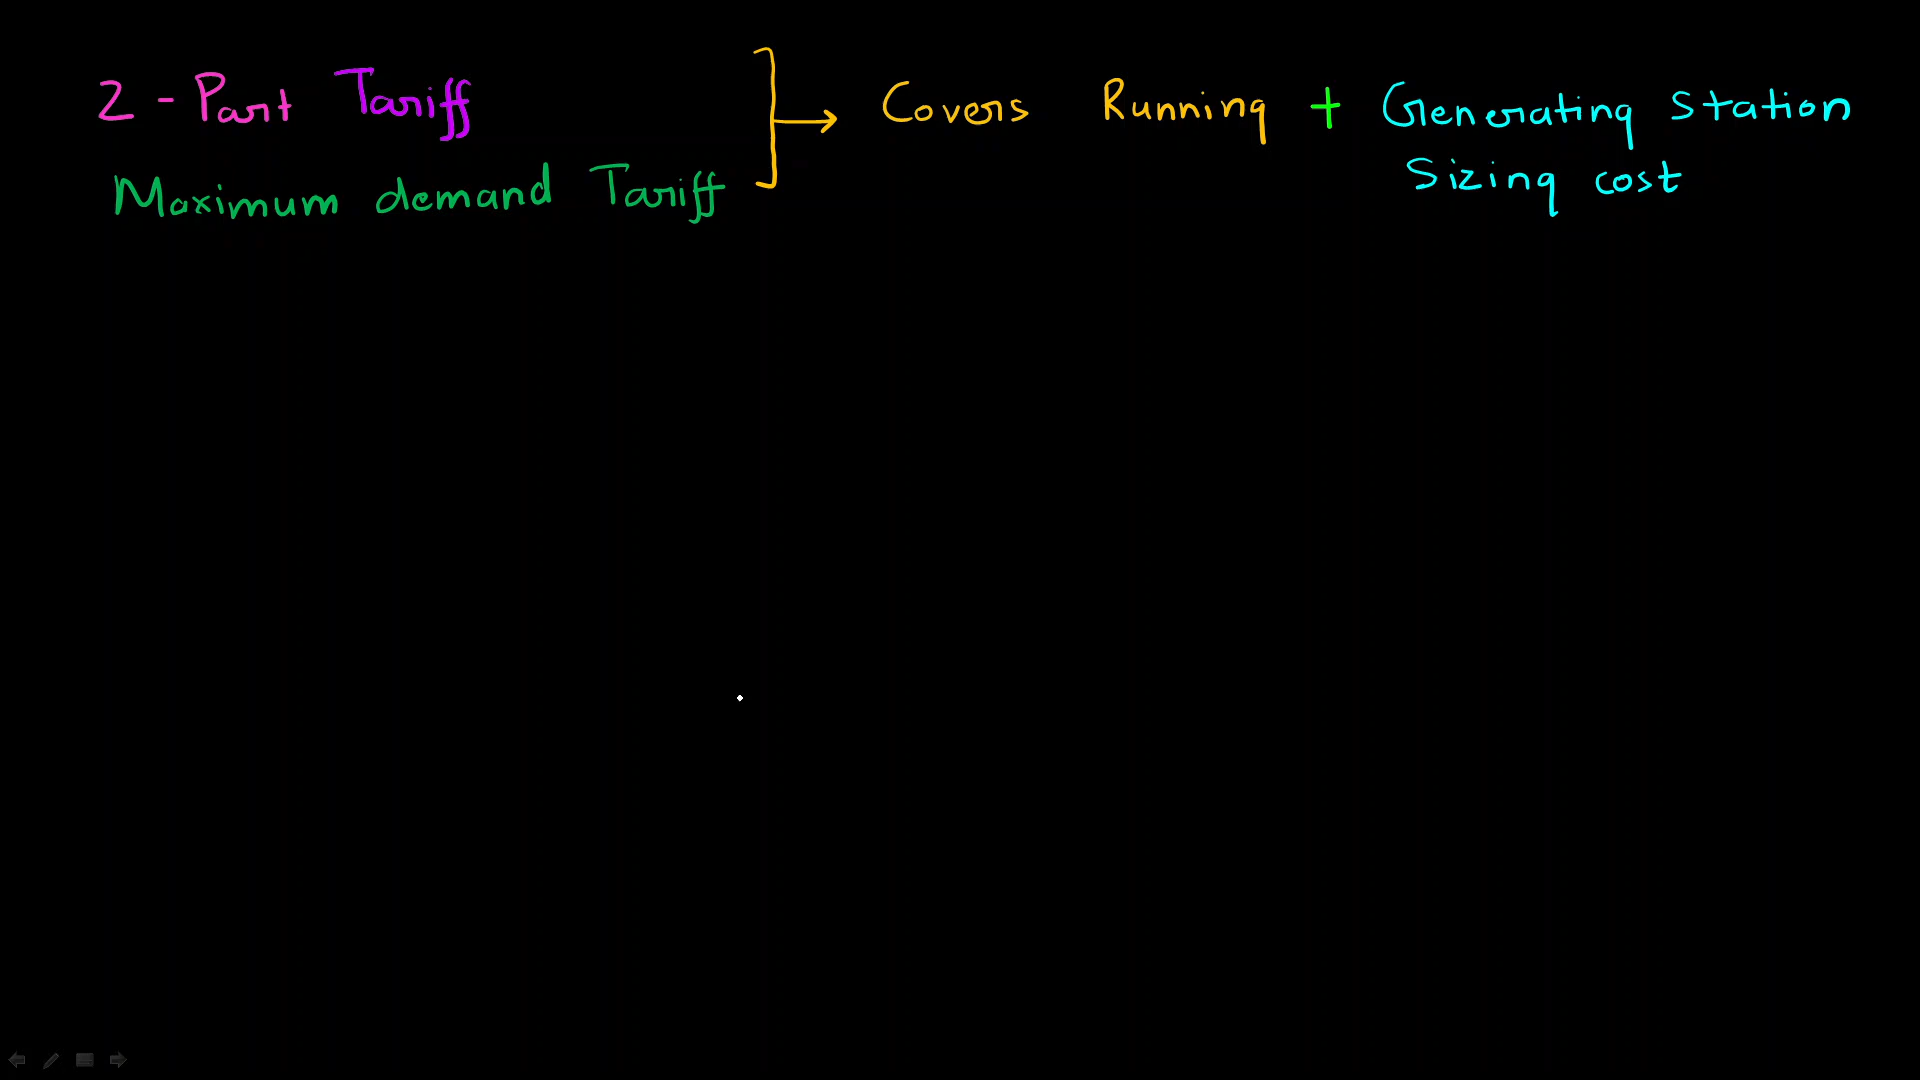 2 - Part Tariff
Maximum demand Tariff
Covers Running + Generating Station
Sizing cost